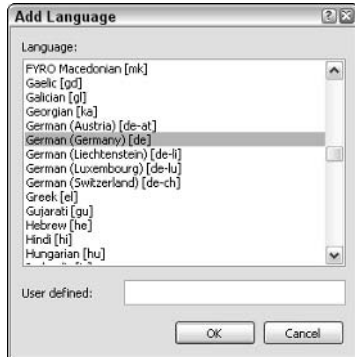 Add Language
Language:
FYRO Macedonian [mk]
Gaelic [gd]
Galician [gl]
Georgian [ka]
German (Austria) [de-at]
German (Germany) [de]
German (Liechtenstein) [de-li]
German (Luxembourg) [de-lu]
German (Switzerland) [de-ch]
Greek [el]
Gujarati [gu]
Hebrew [he]
Hindi [hi]
Hungarian [hu]
User defined:
OK Cancel